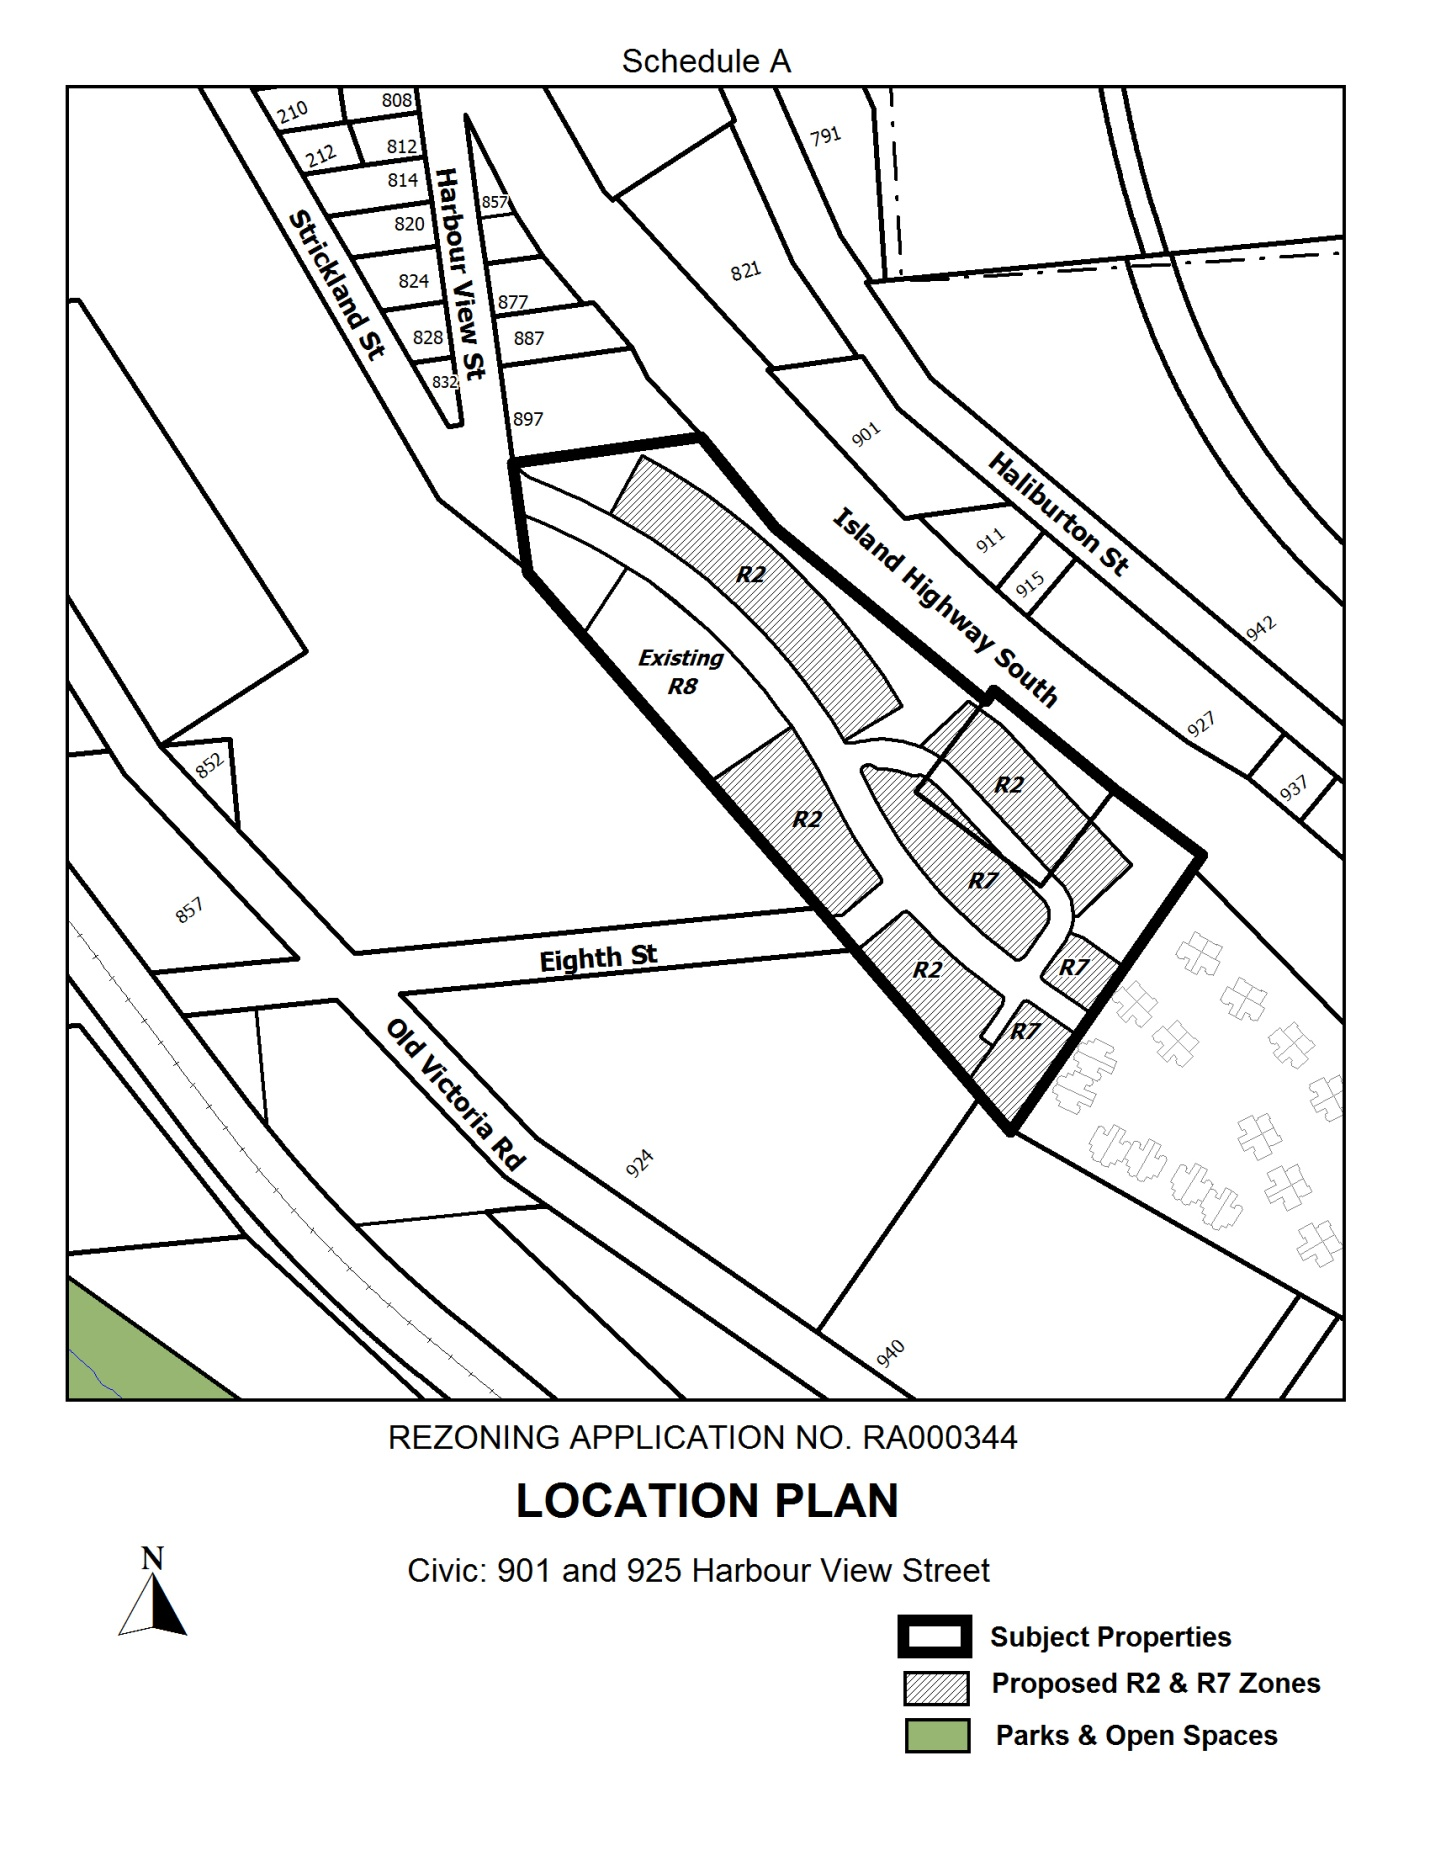 Schedule A
210
808
212
812
814
820
824
828
832
Strickland St
Harbour View St
857
877
887
897
791
821
901
911
915
927
937
942
Haliburton St
Island Highway South
R2
Existing
R8
R2
R2
R7
R2
R7
R7
852
857
Eighth St
Old Victoria Rd
924
940
REZONING APPLICATION NO. RA000344
LOCATION PLAN
Civic: 901 and 925 Harbour View Street
N
Subject Properties
Proposed R2 & R7 Zones
Parks & Open Spaces